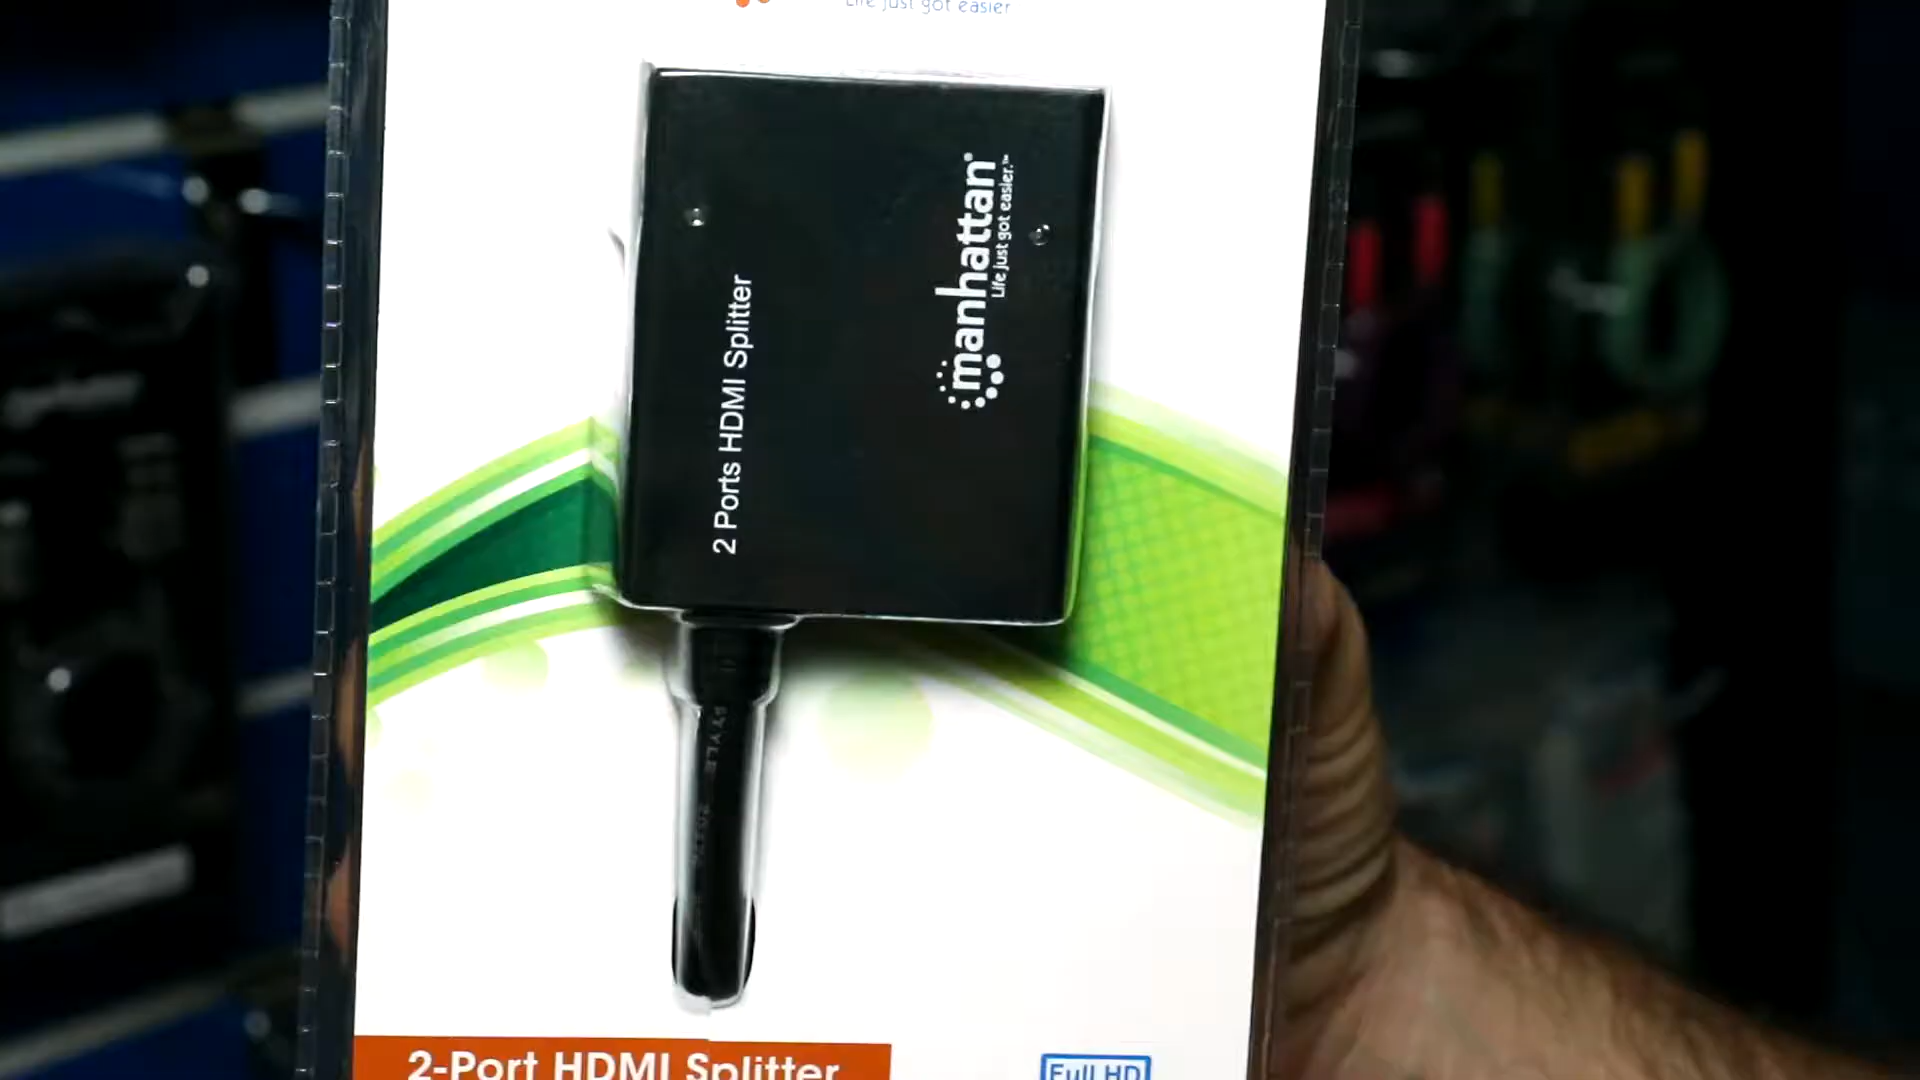 Life just got easier
manhattan®
Life just got easier.™
2 Ports HDMI Splitter
STYLE
2-Port HDMI Splitter
Full HD